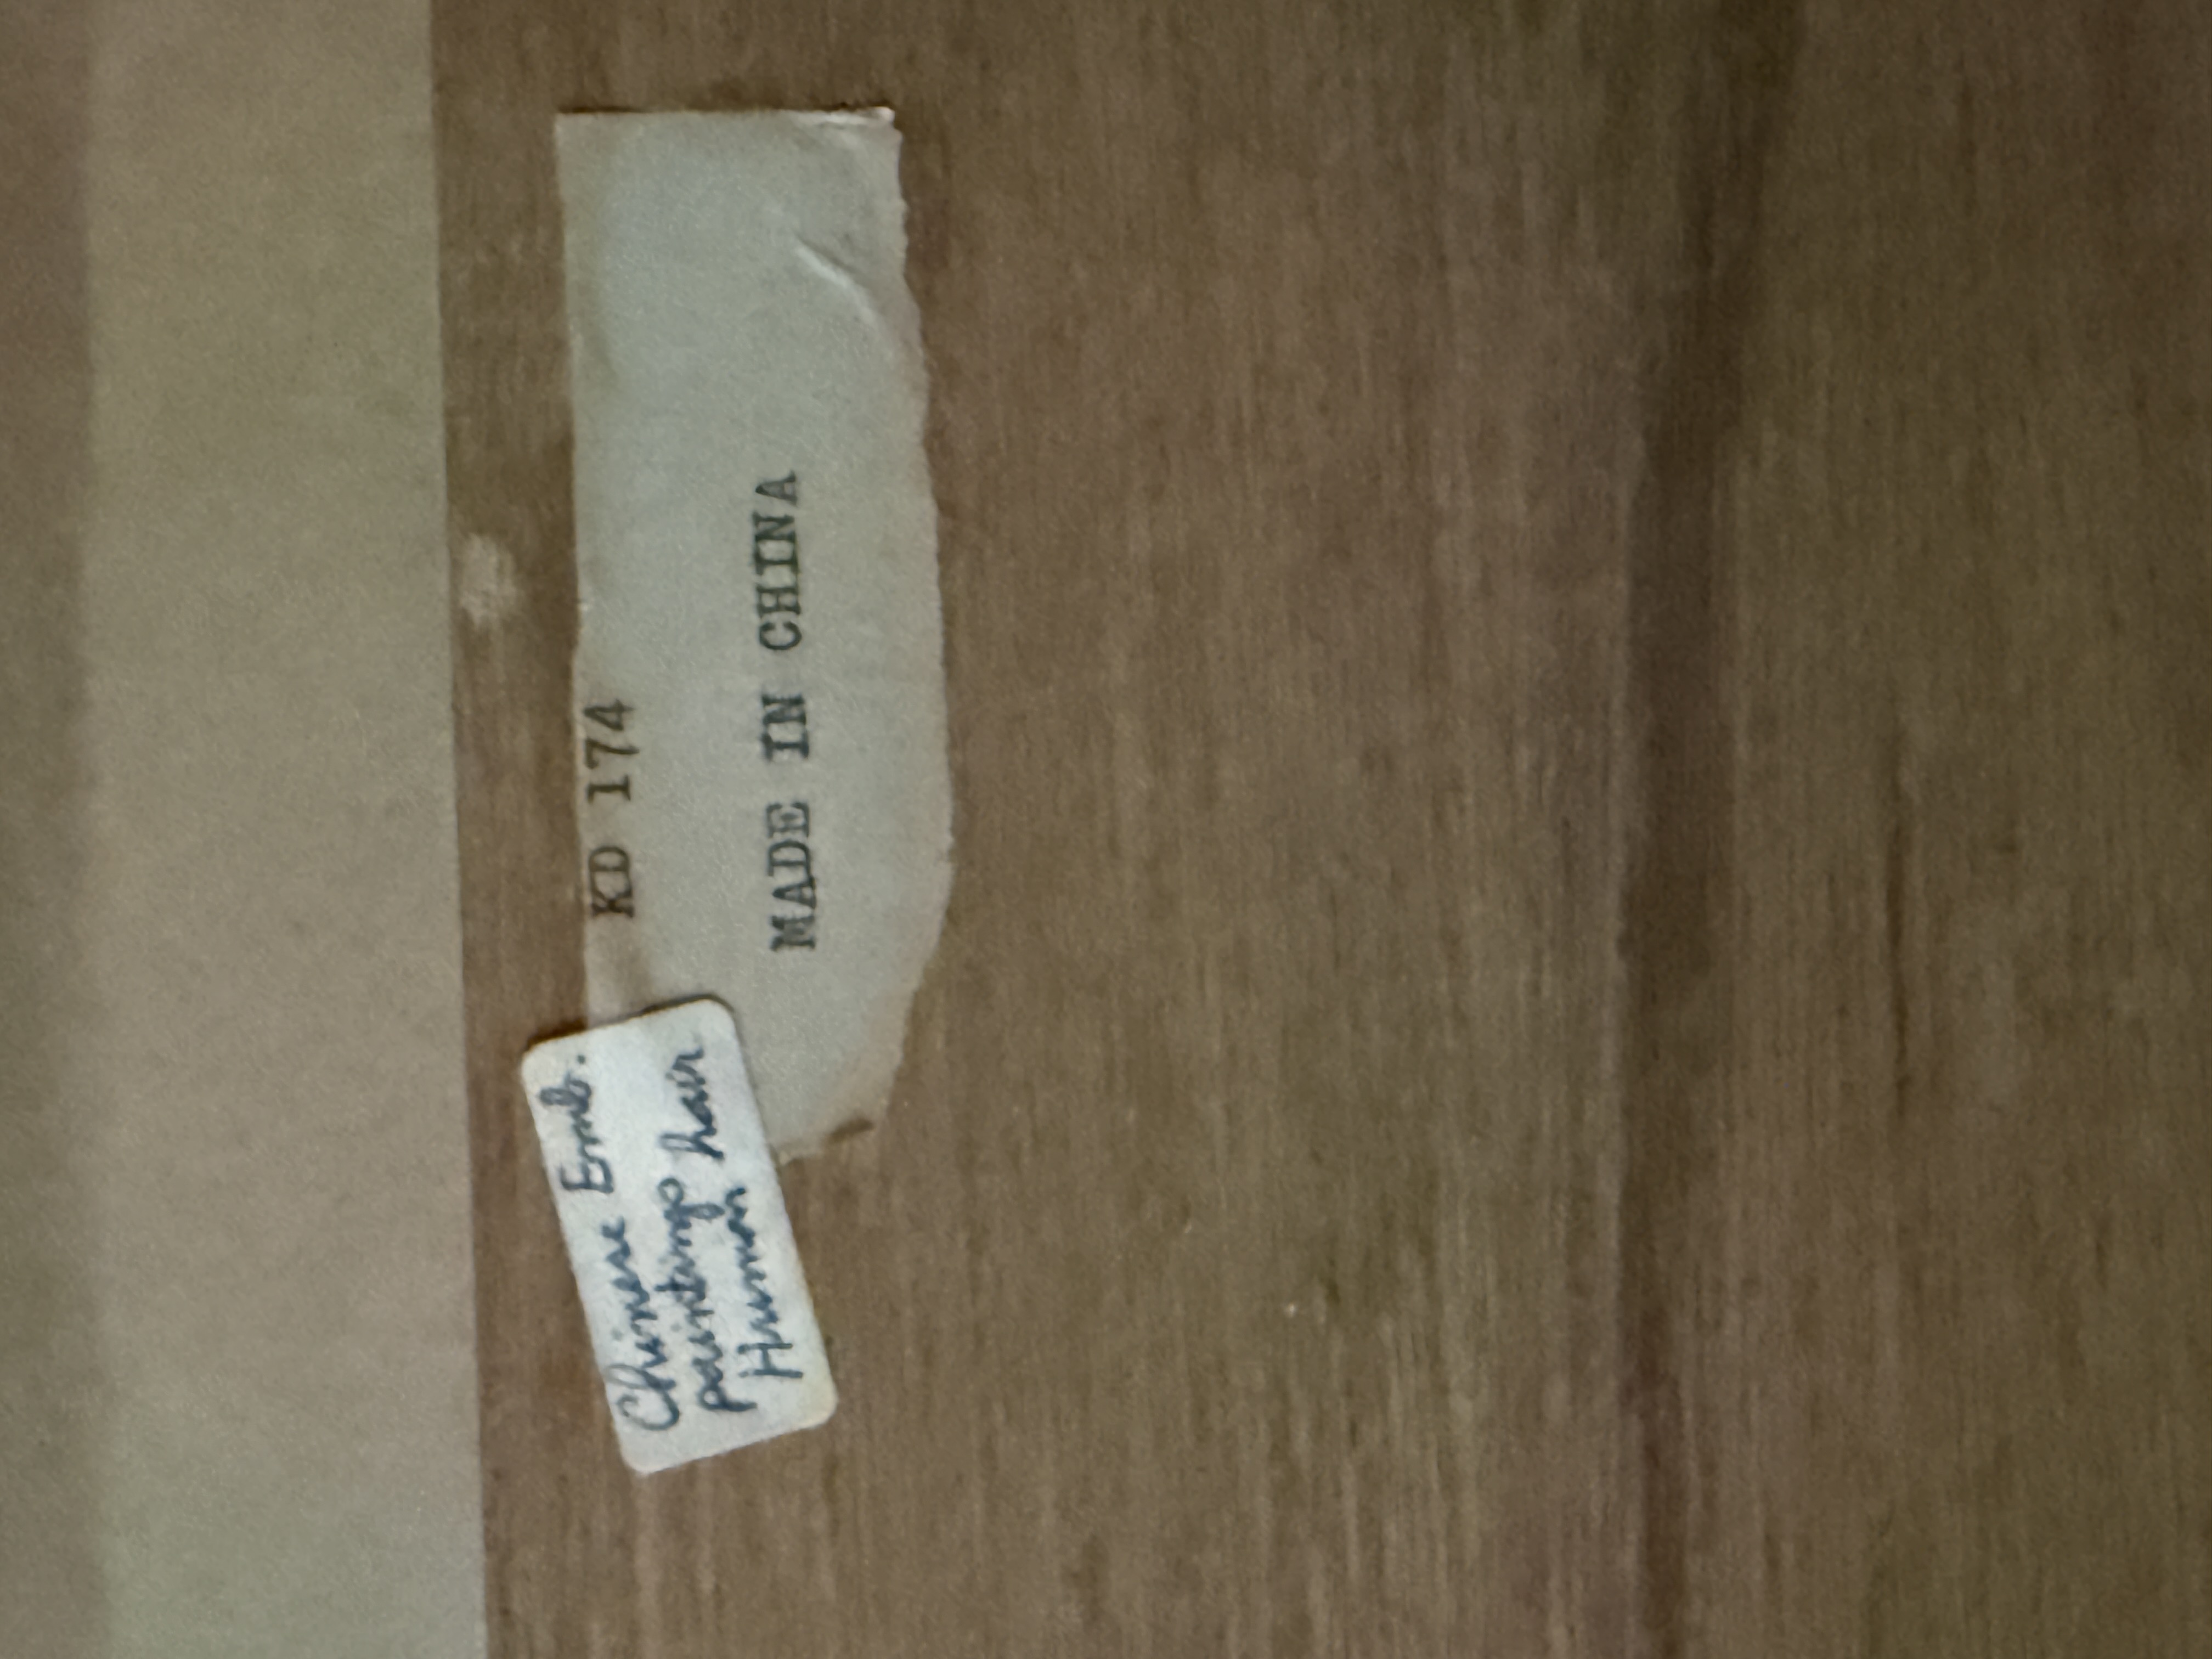 KD 174
MADE IN CHINA
Chinese Emb.
paintings
Human hair